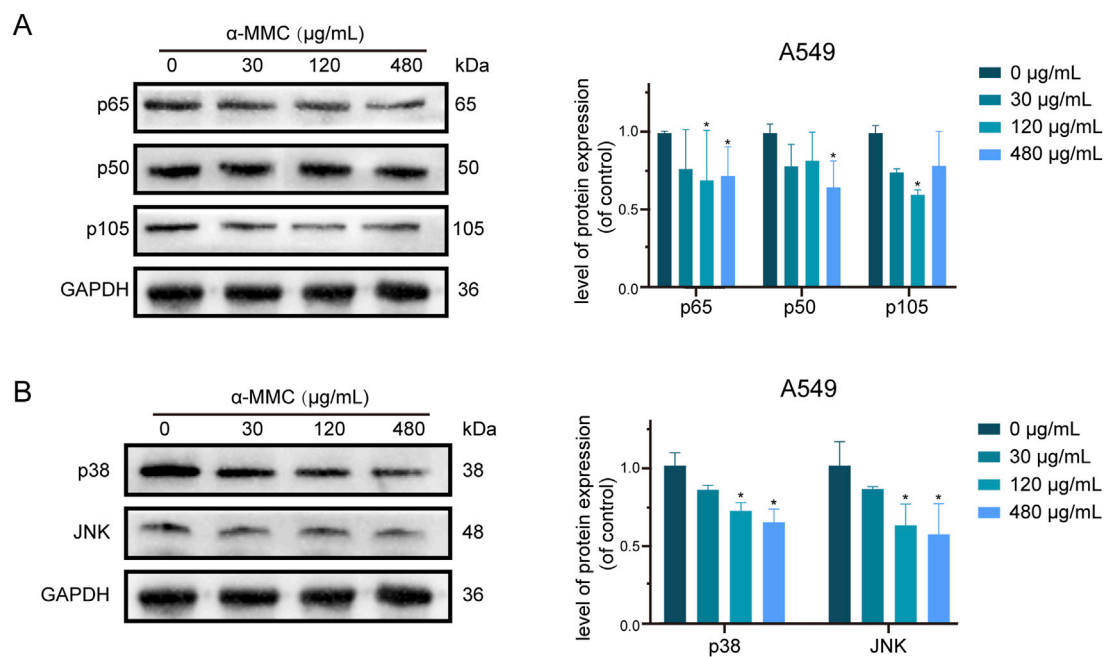 A
α-MMC (μg/mL)
0 30 120 480 kDa
p65 65
p50 50
p105 105
GAPDH 36
A549
level of protein expression
(of control)
1.0
0.5
0.0
* * * *
p65 p50 p105
0 μg/mL
30 μg/mL
120 μg/mL
480 μg/mL
B
α-MMC (μg/mL)
0 30 120 480 kDa
p38 38
JNK 48
GAPDH 36
A549
level of protein expression
(of control)
1.0
0.5
0.0
* * * *
p38 JNK
0 μg/mL
30 μg/mL
120 μg/mL
480 μg/mL